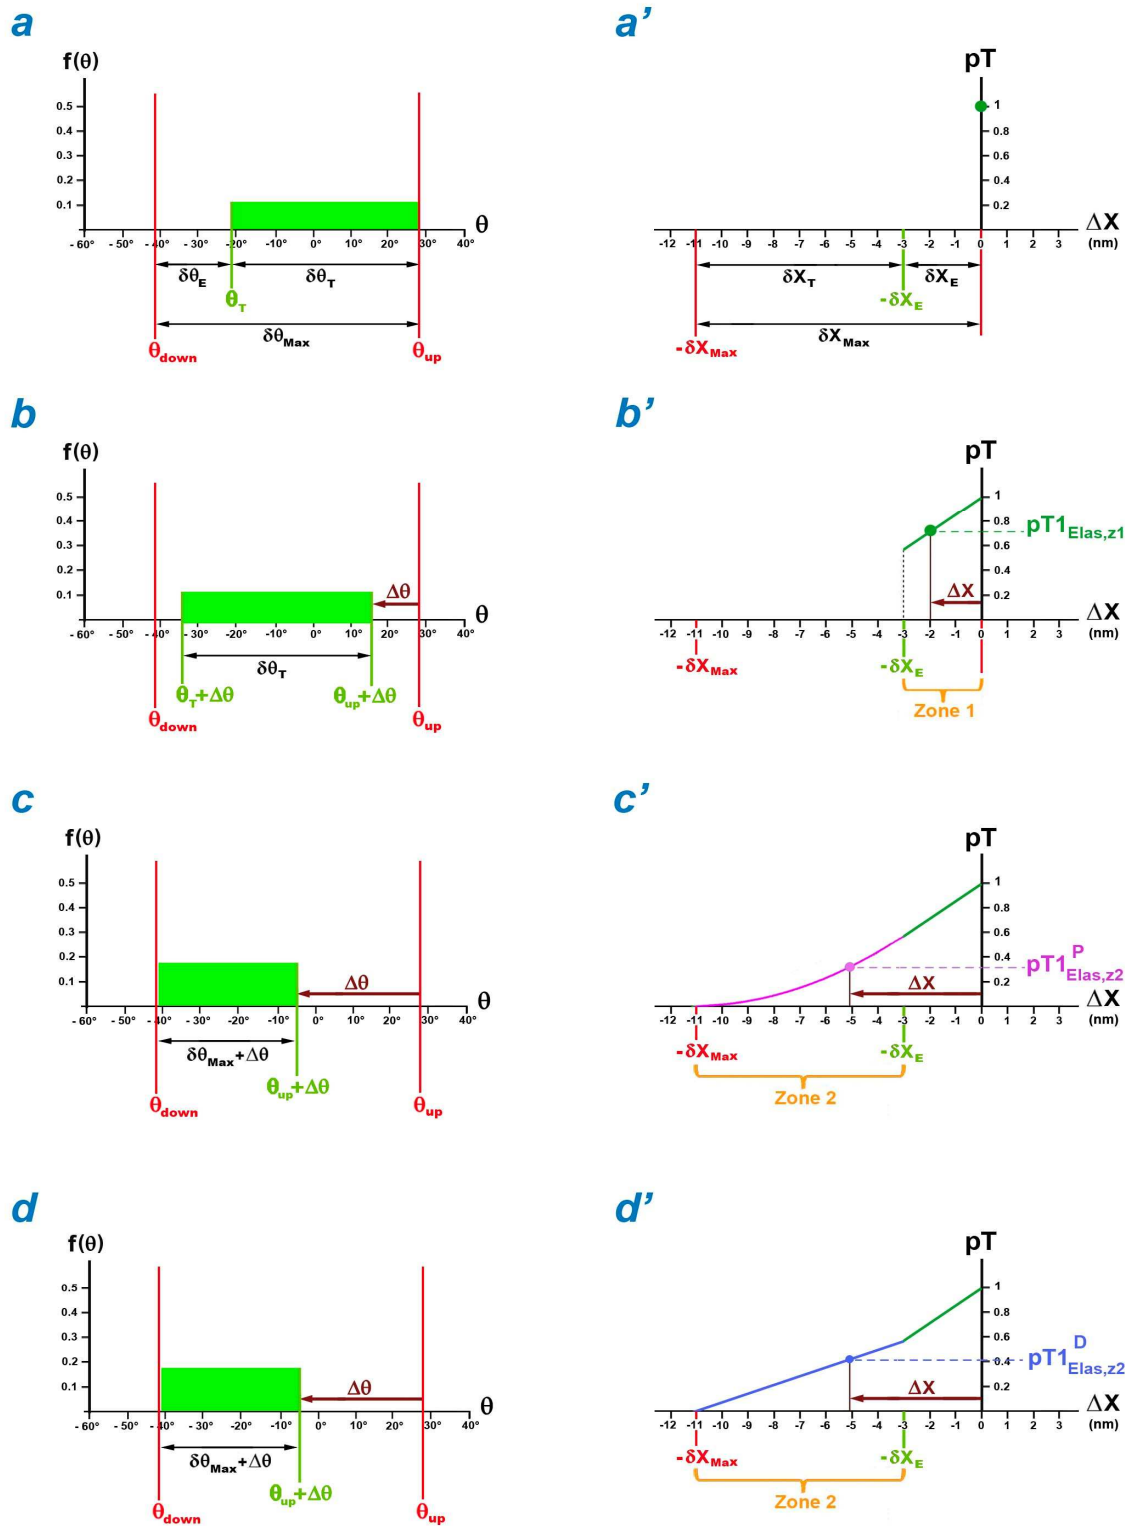 a
f(θ)
0.5
0.4
0.3
0.2
0.1
θ
-60° -50° -40° -30° -20° -10° 0° 10° 20° 30° 40°
δθE δθT
θT
δθMax
θdown θup
a’
pT
1
0.8
0.6
0.4
0.2
ΔX
(nm)
-12 -11 -10 -9 -8 -7 -6 -5 -4 -3 -2 -1 0 1 2 3
δXT δXE
-δXE
δXMax
-δXMax
b
f(θ)
0.5
0.4
0.3
0.2
0.1
Δθ
θ
-60° -50° -40° -30° -20° -10° 0° 10° 20° 30° 40°
δθT
θT+Δθ θup+Δθ
θdown θup
b’
pT
1
0.8
pT1Elas,z1
0.6
0.4
ΔX
0.2
ΔX
(nm)
-12 -11 -10 -9 -8 -7 -6 -5 -4 -3 -2 -1 0 1 2 3
-δXMax -δXE
Zone 1
c
f(θ)
0.5
0.4
0.3
0.2
0.1
Δθ
θ
-60° -50° -40° -30° -20° -10° 0° 10° 20° 30° 40°
δθMax+Δθ
θup+Δθ
θdown θup
c’
pT
1
0.8
0.6
0.4
pT1PElas,z2
0.2
ΔX
ΔX
(nm)
-12 -11 -10 -9 -8 -7 -6 -5 -4 -3 -2 -1 0 1 2 3
-δXMax -δXE
Zone 2
d
f(θ)
0.5
0.4
0.3
0.2
0.1
Δθ
θ
-60° -50° -40° -30° -20° -10° 0° 10° 20° 30° 40°
δθMax+Δθ
θup+Δθ
θdown θup
d’
pT
1
0.8
0.6
0.4
pT1DElas,z2
0.2
ΔX
ΔX
(nm)
-12 -11 -10 -9 -8 -7 -6 -5 -4 -3 -2 -1 0 1 2 3
-δXMax -δXE
Zone 2